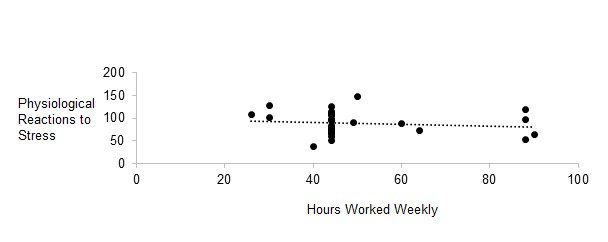 200
Physiological
Reactions to
Stress
150
100
50
0
0 20 40 60 80 100
Hours Worked Weekly